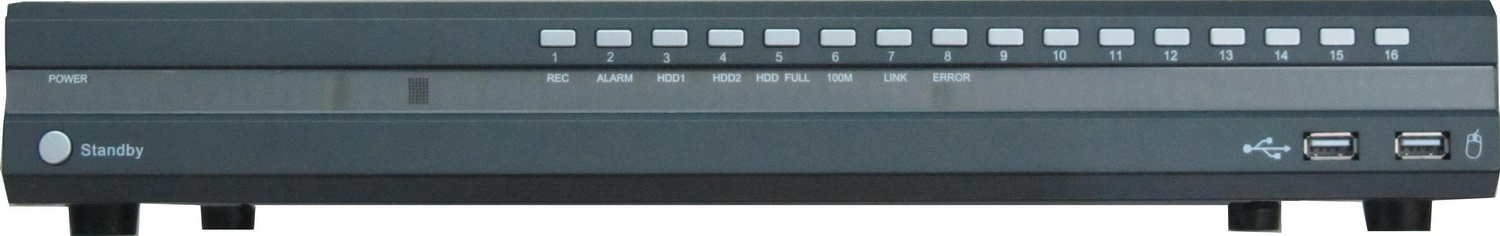 1 2 3 4 5 6 7 8 9 10 11 12 13 14 15 16
POWER REC ALARM HDD1 HDD2 HDD FULL 100M LINK ERROR
Standby